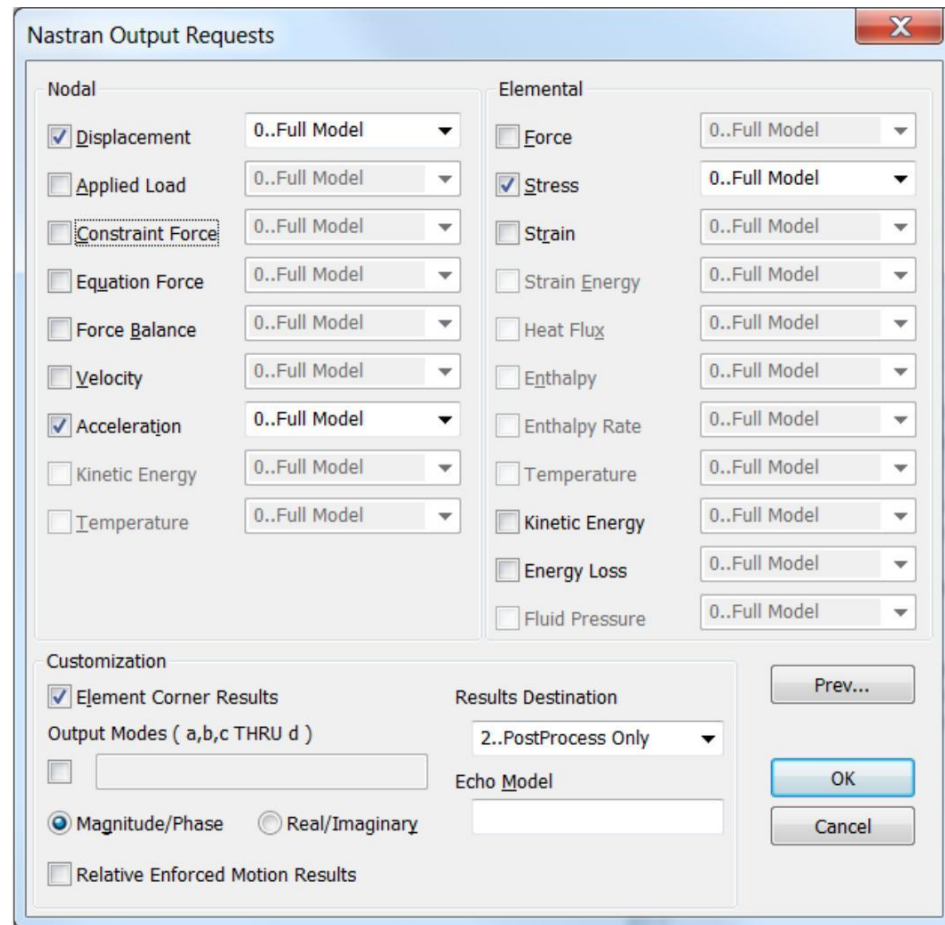 Nastran Output Requests
X
Nodal
Displacement 0..Full Model
Applied Load 0..Full Model
Constraint Force 0..Full Model
Equation Force 0..Full Model
Force Balance 0..Full Model
Velocity 0..Full Model
Acceleration 0..Full Model
Kinetic Energy 0..Full Model
Temperature 0..Full Model
Elemental
Force 0..Full Model
Stress 0..Full Model
Strain 0..Full Model
Strain Energy 0..Full Model
Heat Flux 0..Full Model
Enthalpy 0..Full Model
Enthalpy Rate 0..Full Model
Temperature 0..Full Model
Kinetic Energy 0..Full Model
Energy Loss 0..Full Model
Fluid Pressure 0..Full Model
Customization
Element Corner Results
Output Modes ( a,b,c THRU d )
Magnitude/Phase Real/Imaginary
Relative Enforced Motion Results
Results Destination
2..PostProcess Only
Echo Model
Prev...
OK
Cancel